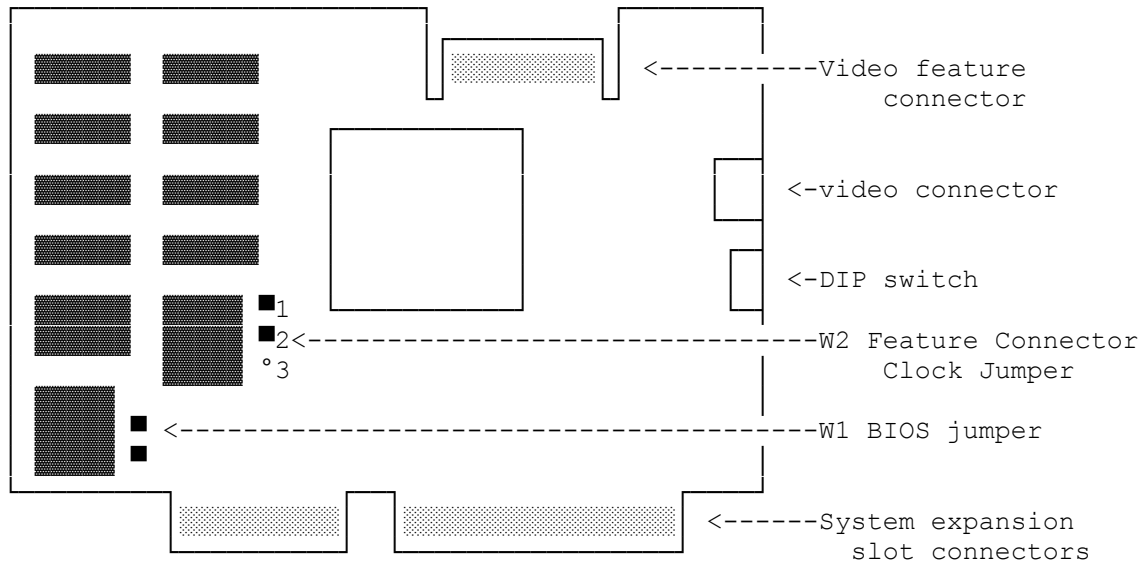 <----------Video feature
connector
<-video connector
<-DIP switch
■1
■2<--------------------------------W2 Feature Connector
°3 Clock Jumper
<----------------------------------------W1 BIOS jumper
<------System expansion
slot connectors